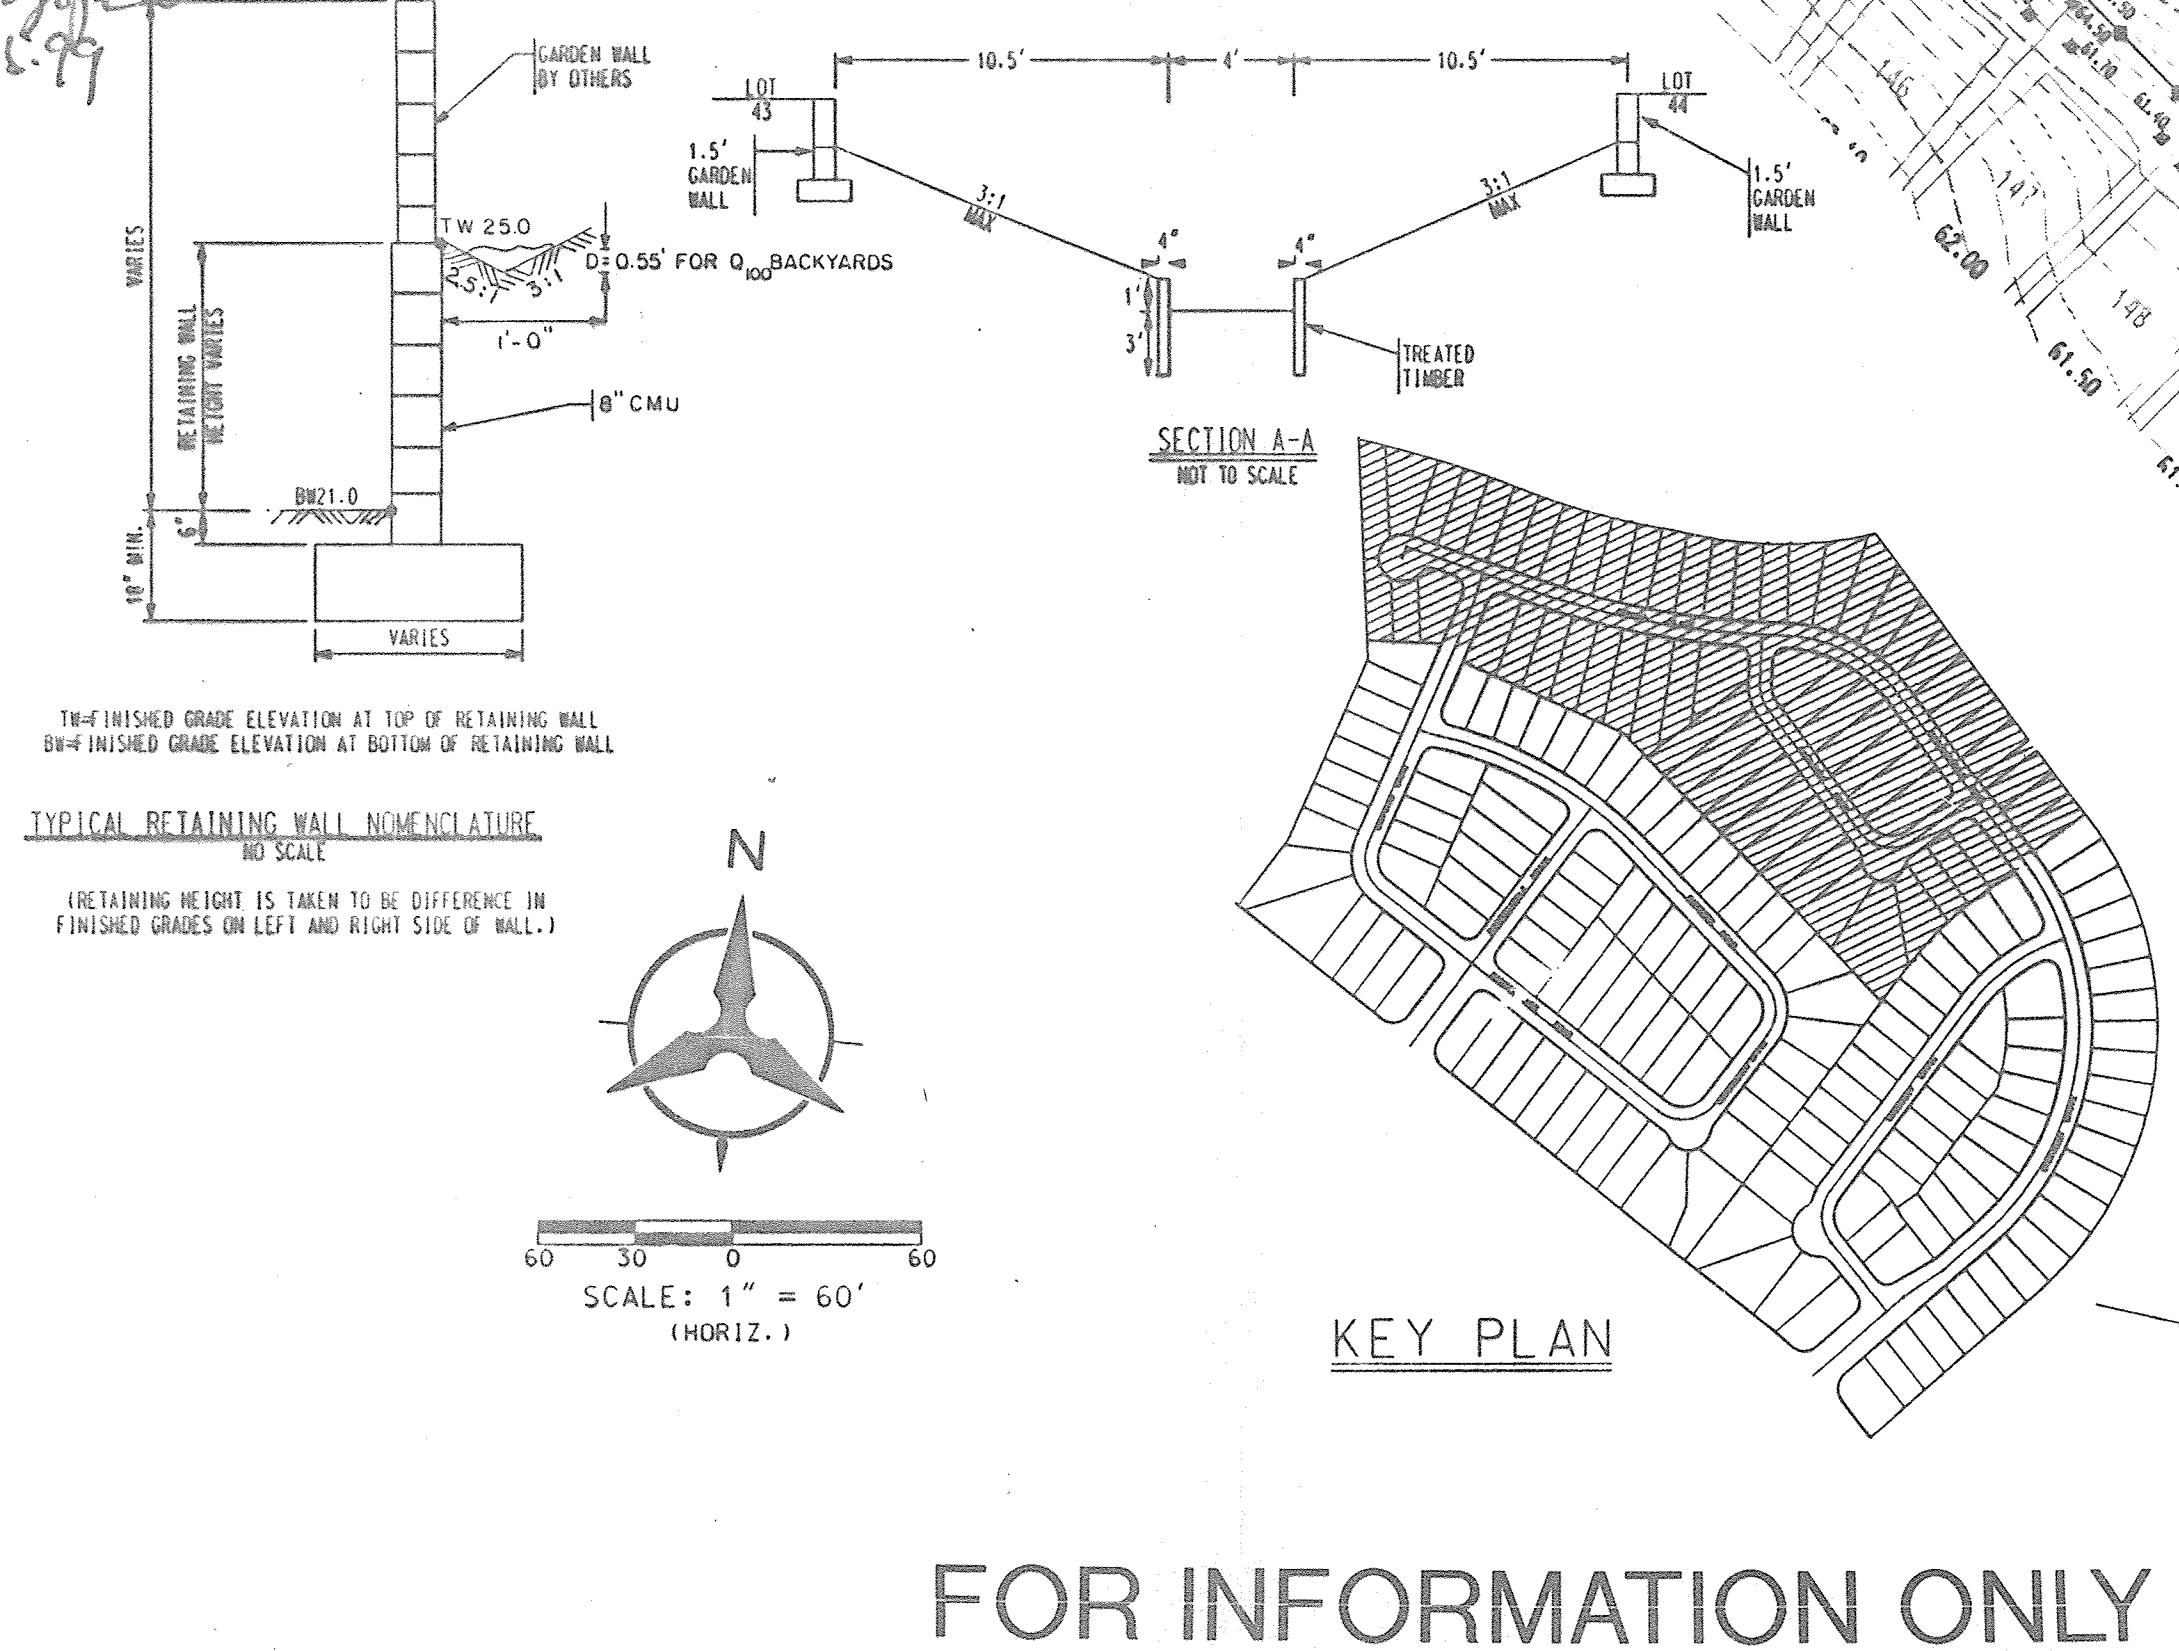 5.99
GARDEN WALL
BY OTHERS
VARIES
RETAINING WALL
HEIGHT VARIES
TW 25.0
2.5:1
3:1
D=0.55' FOR Q100 BACKYARDS
1'-0"
8" CMU
BW21.0
6"
18" MIN.
VARIES
TW=FINISHED GRADE ELEVATION AT TOP OF RETAINING WALL
BW=FINISHED GRADE ELEVATION AT BOTTOM OF RETAINING WALL
TYPICAL RETAINING WALL NOMENCLATURE
NO SCALE
(RETAINING HEIGHT IS TAKEN TO BE DIFFERENCE IN
FINISHED GRADES ON LEFT AND RIGHT SIDE OF WALL.)
10.5'
4'
10.5'
LOT
43
LOT
44
1.5'
GARDEN
WALL
3:1
MAX
3:1
MAX
1.5'
GARDEN
WALL
4"
4"
1'
3'
TREATED
TIMBER
SECTION A-A
NOT TO SCALE
146
147
148
61.70
61.40
62.00
61.50
N
60 30 0 60
SCALE: 1" = 60'
(HORIZ.)
KEY PLAN
FOR INFORMATION ONLY